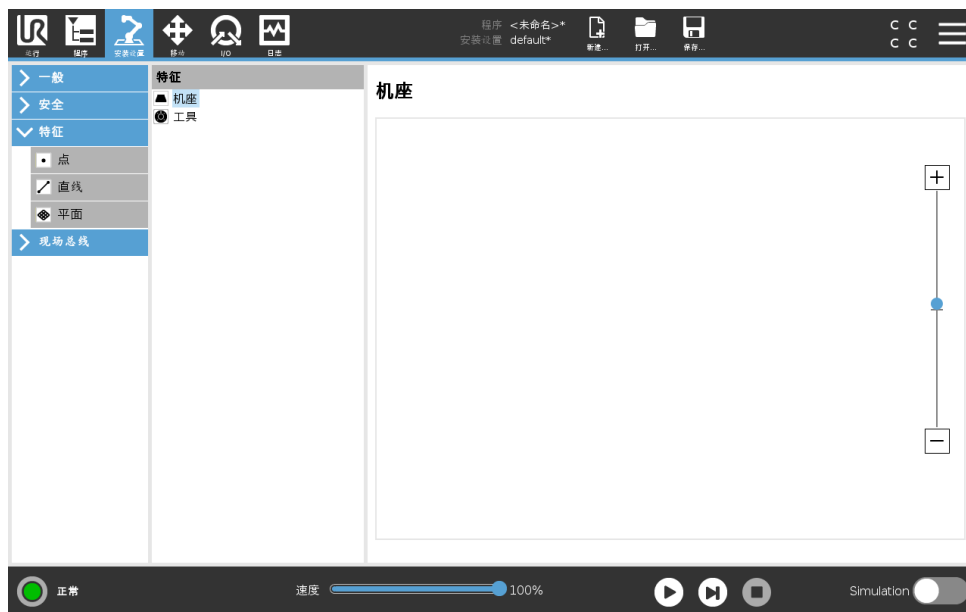 UR
运行
程序
安装设置
移动
I/O
日志
程序 <未命名>*
安装设置 default*
新建...
打开...
保存...
C C
C C
一般
安全
特征
点
直线
平面
现场总线
特征
机座
工具
机座
正常
速度
100%
Simulation